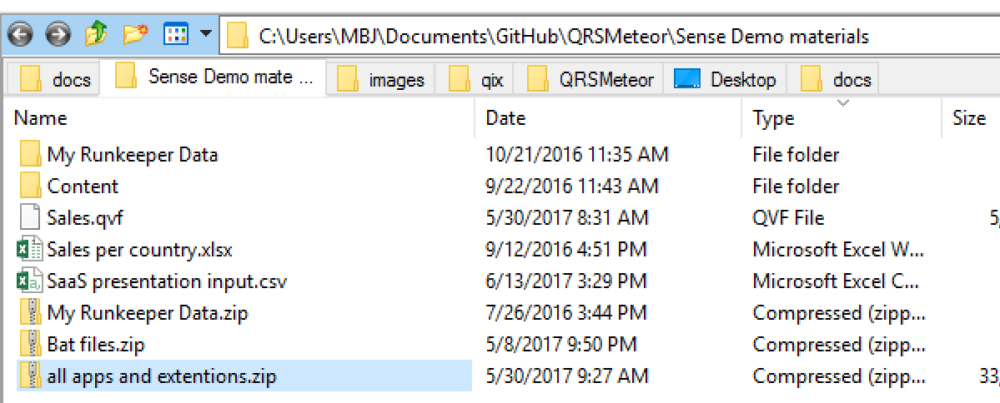 C:\Users\MBJ\Documents\GitHub\QRSMeteor\Sense Demo materials
docs Sense Demo mate ... images qix QRSMeteor Desktop docs
Name Date Type Size
My Runkeeper Data 10/21/2016 11:35 AM File folder
Content 9/22/2016 11:43 AM File folder
Sales.qvf 5/30/2017 8:31 AM QVF File 5,
Sales per country.xlsx 9/12/2016 4:51 PM Microsoft Excel W...
SaaS presentation input.csv 6/13/2017 3:29 PM Microsoft Excel C...
My Runkeeper Data.zip 7/26/2016 3:44 PM Compressed (zipp...
Bat files.zip 5/8/2017 9:50 PM Compressed (zipp...
all apps and extentions.zip 5/30/2017 9:27 AM Compressed (zipp... 33,